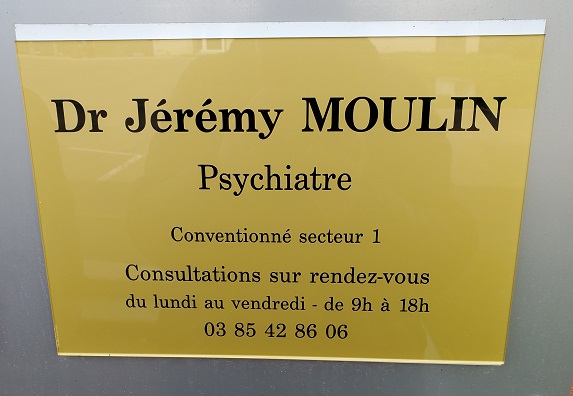 Dr Jérémy MOULIN
Psychiatre
Conventionné secteur 1
Consultations sur rendez-vous
du lundi au vendredi - de 9h à 18h
03 85 42 86 06